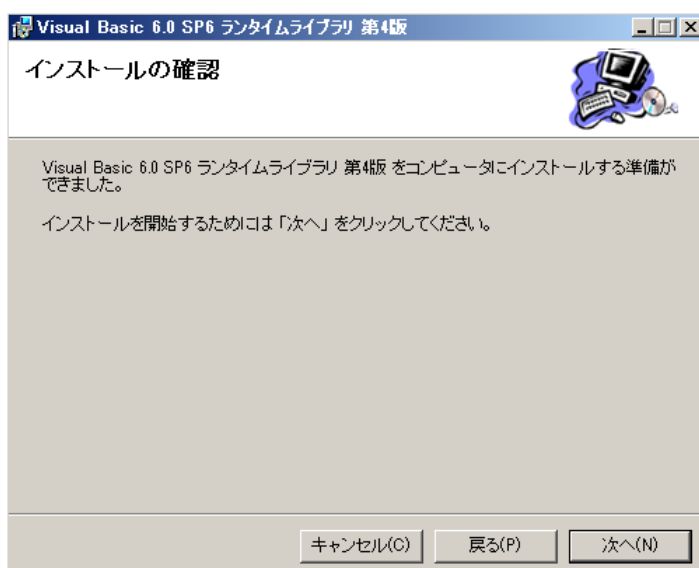 Visual Basic 6.0 SP6 ランタイムライブラリ 第4版
インストールの確認
Visual Basic 6.0 SP6 ランタイムライブラリ 第4版 をコンピュータにインストールする準備が
できました。
インストールを開始するためには「次へ」をクリックしてください。
キャンセル(C) 戻る(P) 次へ(N)